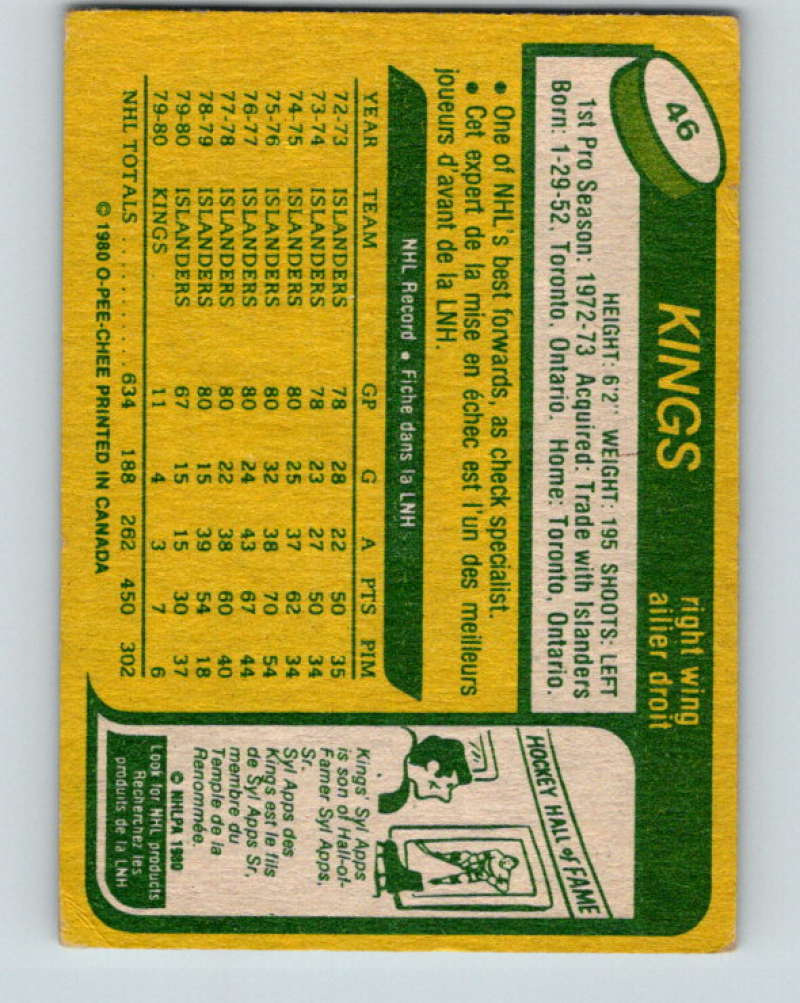 46
KINGS
right wing
ailier droit
HEIGHT: 6'2" WEIGHT: 195 SHOOTS: LEFT
1st Pro Season: 1972-73 Acquired: Trade with Islanders
Born: 1-29-52, Toronto, Ontario. Home: Toronto, Ontario.
• One of NHL's best forwards, as check specialist.
• Cet expert de la mise en échec est l'un des meilleurs
joueurs d'avant de la LNH.
NHL Record • Fiche dans la LNH
YEAR TEAM GP G A PTS PIM
72-73 ISLANDERS 78 28 22 50 35
73-74 ISLANDERS 78 23 27 50 34
74-75 ISLANDERS 80 25 37 62 34
75-76 ISLANDERS 80 32 38 70 54
76-77 ISLANDERS 80 24 43 67 44
77-78 ISLANDERS 80 22 38 60 40
78-79 ISLANDERS 80 15 39 54 18
79-80 ISLANDERS 67 15 15 30 37
79-80 KINGS 11 4 3 7 6
NHL TOTALS .......... 634 188 262 450 302
© 1980 O-PEE-CHEE PRINTED IN CANADA
HOCKEY HALL of FAME
Kings' Syl Apps
is son of Hall-of-
Famer Syl Apps,
Sr.
Syl Apps des
Kings est le fils
de Syl Apps Sr,
membre du
Temple de la
Renommée.
© NHLPA 1980
Look for NHL products
Recherchez les
produits de la LNH